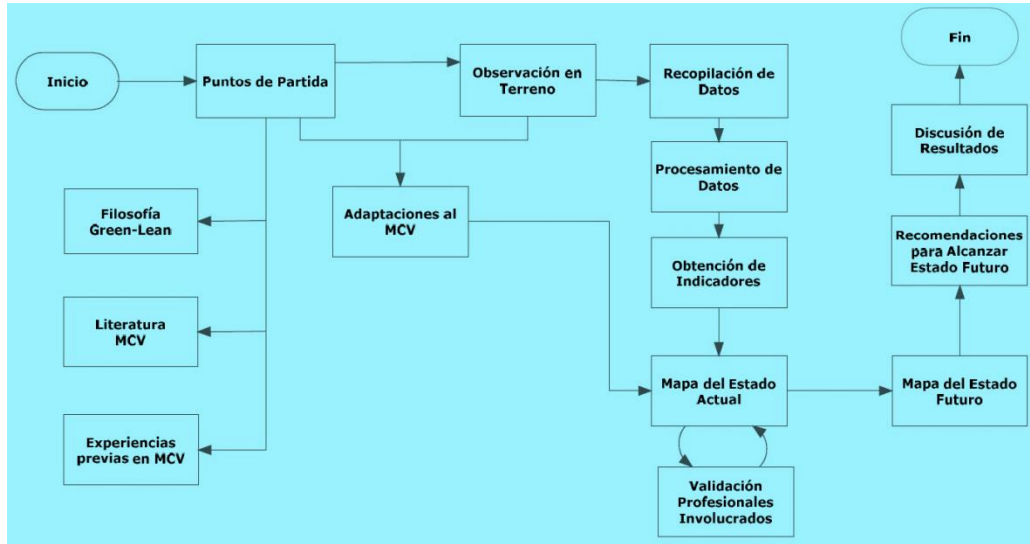 Inicio
Puntos de Partida
Observación en
Terreno
Recopilación de
Datos
Fin
Discusión de
Resultados
Procesamiento de
Datos
Filosofía
Green-Lean
Adaptaciones al
MCV
Recomendaciones
para Alcanzar
Estado Futuro
Obtención de
Indicadores
Literatura
MCV
Mapa del Estado
Actual
Mapa del Estado
Futuro
Experiencias
previas en MCV
Validación
Profesionales
Involucrados